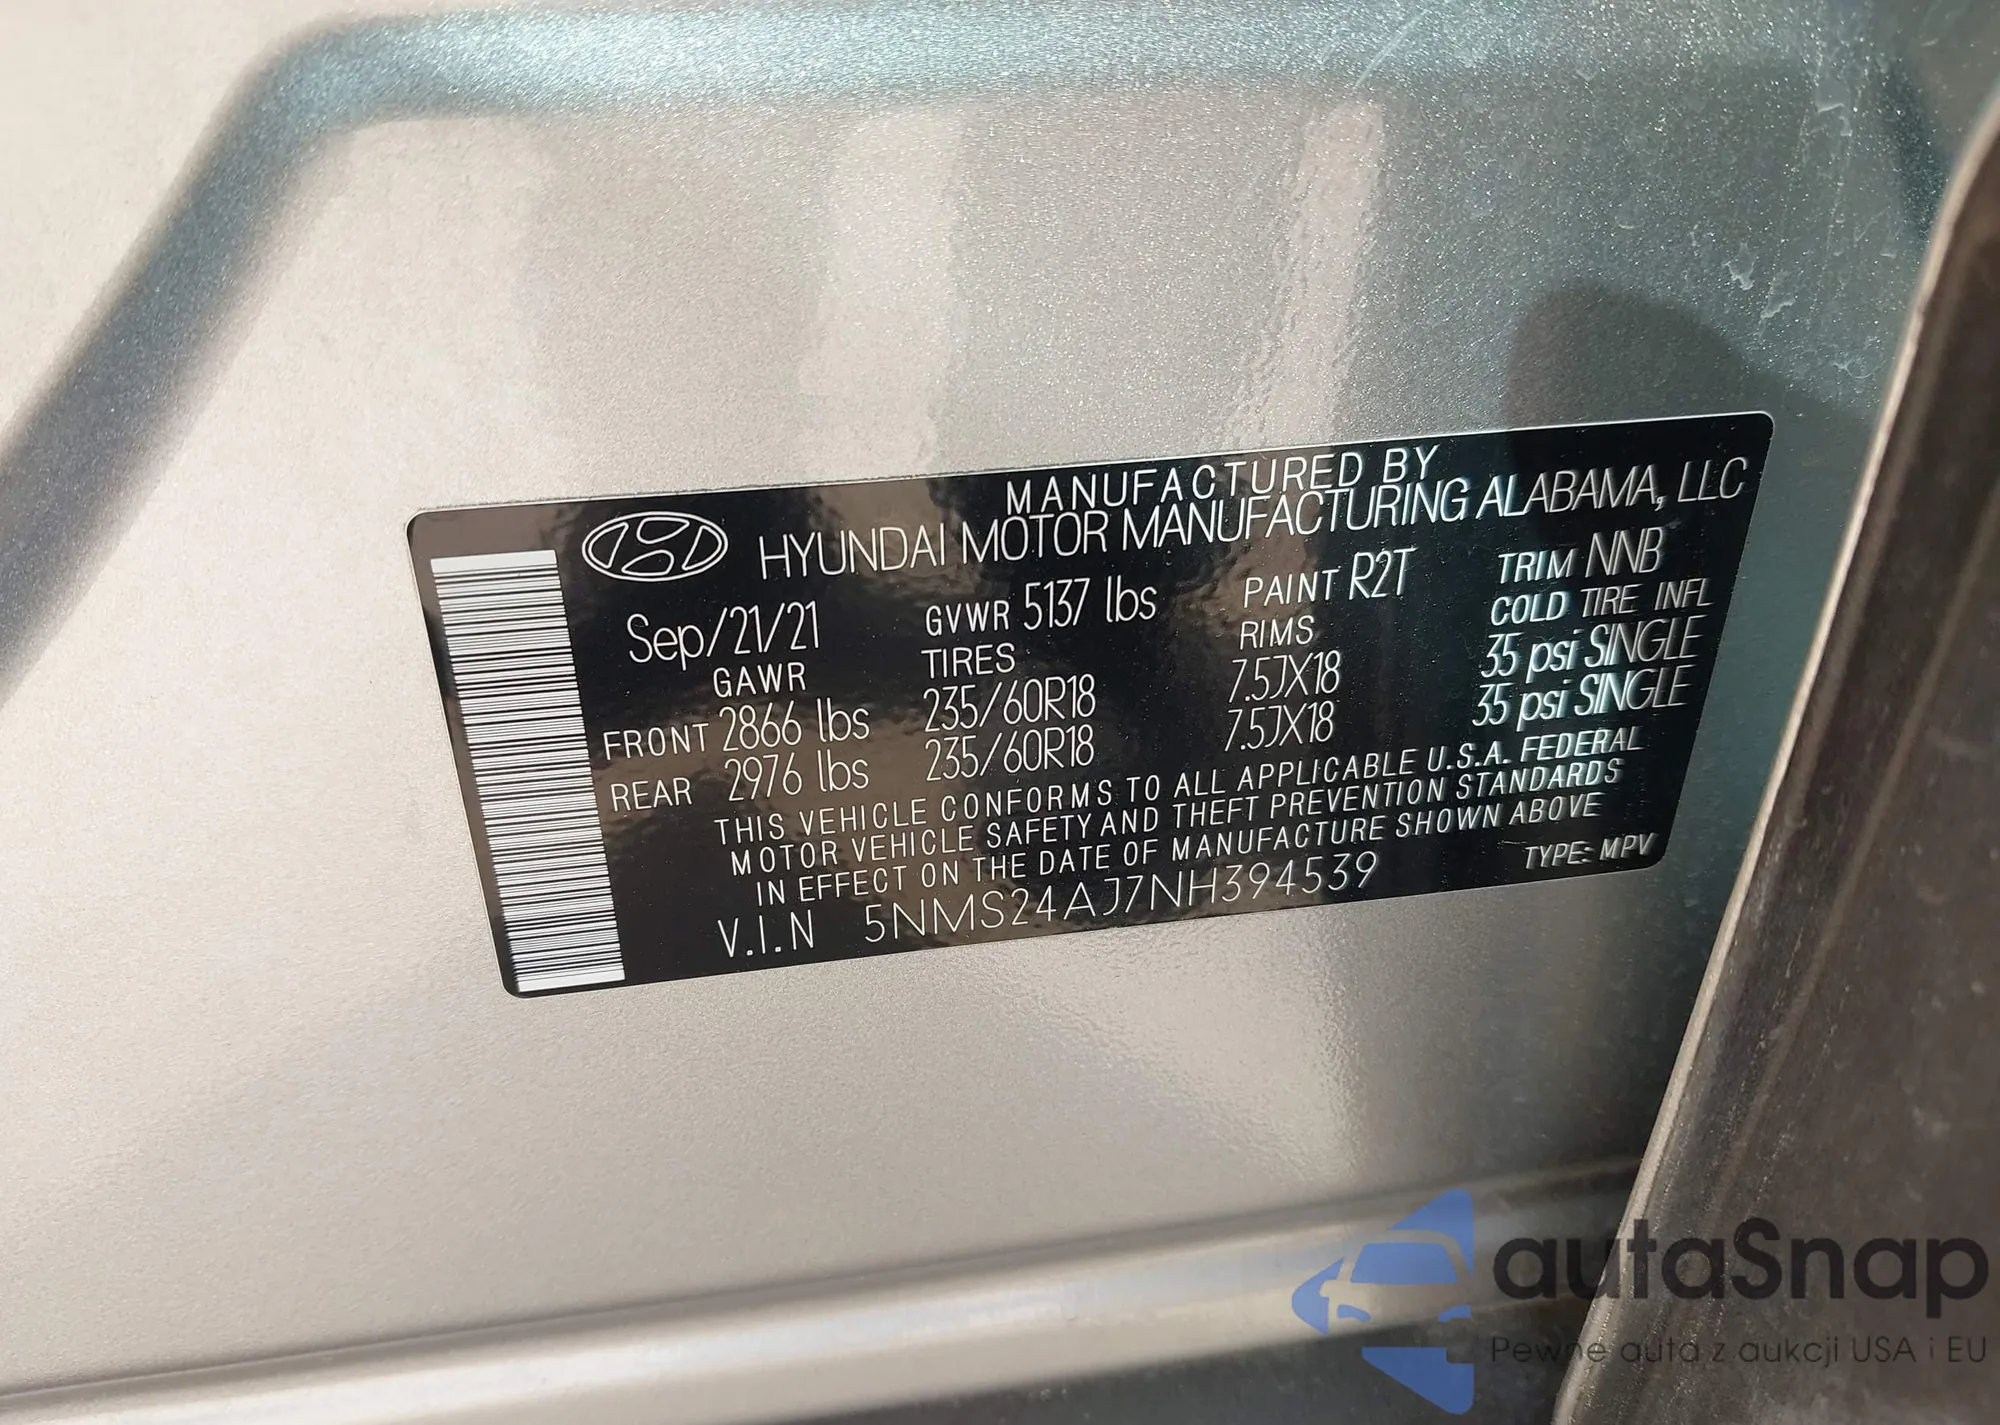 MANUFACTURED BY
HYUNDAI MOTOR MANUFACTURING ALABAMA, LLC
Sep/21/21 GVWR 5137 lbs PAINT R2T TRIM NNB
GAWR TIRES RIMS COLD TIRE INFL
FRONT 2866 lbs 235/60R18 7.5JX18 35 psi SINGLE
REAR 2976 lbs 235/60R18 7.5JX18 35 psi SINGLE
THIS VEHICLE CONFORMS TO ALL APPLICABLE U.S.A. FEDERAL
MOTOR VEHICLE SAFETY AND THEFT PREVENTION STANDARDS
IN EFFECT ON THE DATE OF MANUFACTURE SHOWN ABOVE
V.I.N 5NMS24AJ7NH394539 TYPE: MPV
autaSnap
Pewne auta z aukcji USA i EU